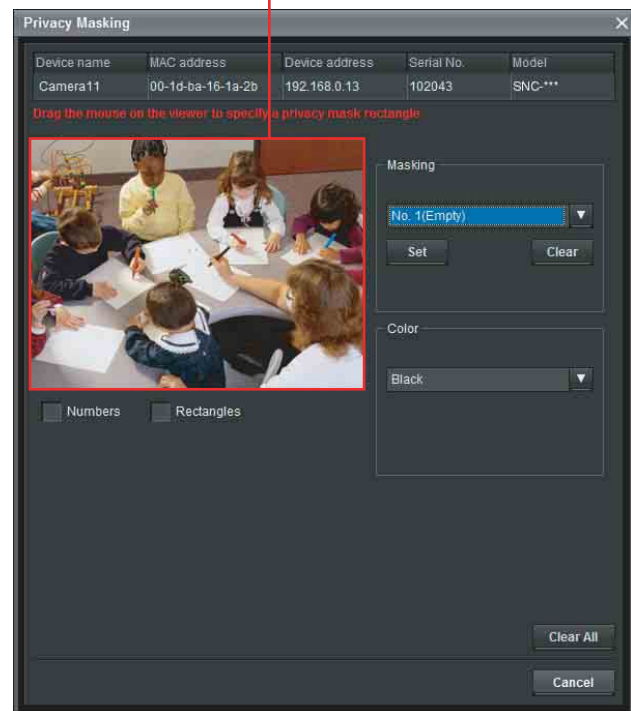 Privacy Masking
Device name MAC address Device address Serial No. Model
Camera11 00-1d-ba-16-1a-2b 192.168.0.13 102043 SNC-***
Drag the mouse on the viewer to specify a privacy mask rectangle.
Masking
No. 1(Empty)
Set Clear
Color
Black
Numbers Rectangles
Clear All
Cancel